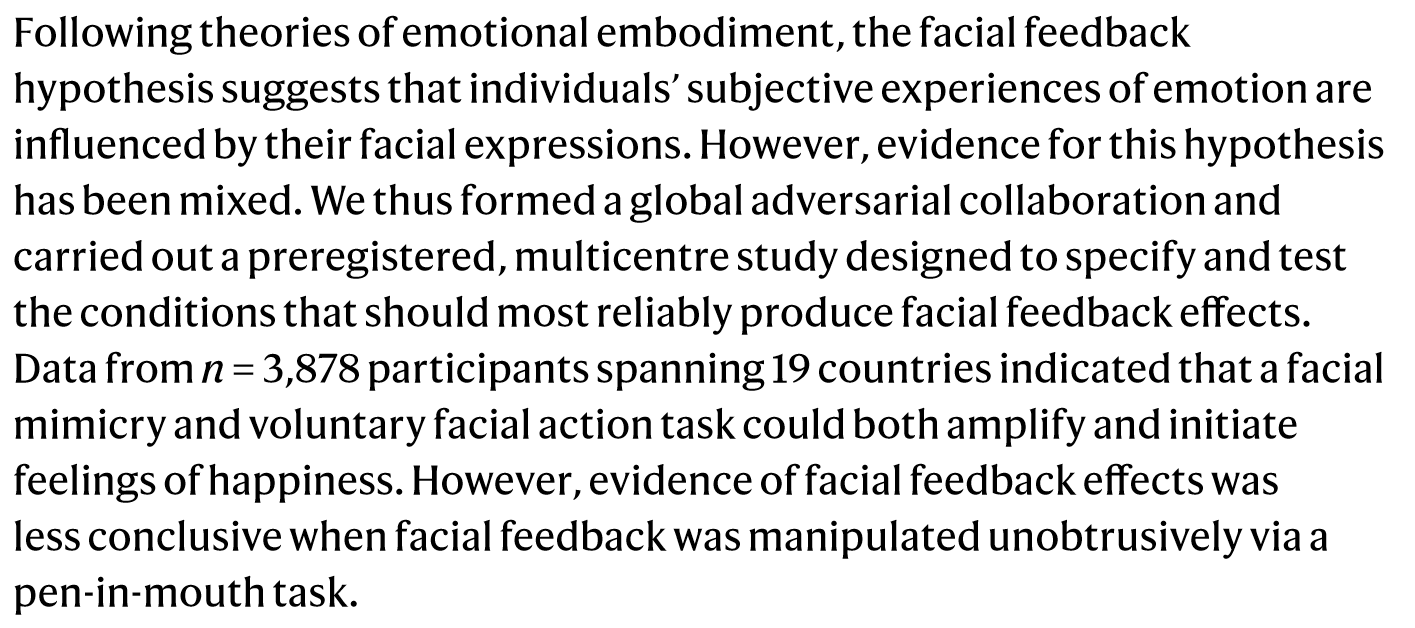 Following theories of emotional embodiment, the facial feedback
hypothesis suggests that individuals’ subjective experiences of emotion are
influenced by their facial expressions. However, evidence for this hypothesis
has been mixed. We thus formed a global adversarial collaboration and
carried out a preregistered, multicentre study designed to specify and test
the conditions that should most reliably produce facial feedback effects.
Data from n = 3,878 participants spanning 19 countries indicated that a facial
mimicry and voluntary facial action task could both amplify and initiate
feelings of happiness. However, evidence of facial feedback effects was
less conclusive when facial feedback was manipulated unobtrusively via a
pen-in-mouth task.